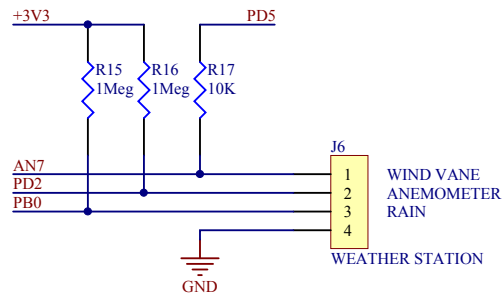 +3V3 PD5
R15 R16 R17
1Meg 1Meg 10K
J6
AN7 1 WIND VANE
PD2 2 ANEMOMETER
PB0 3 RAIN
4
WEATHER STATION
GND